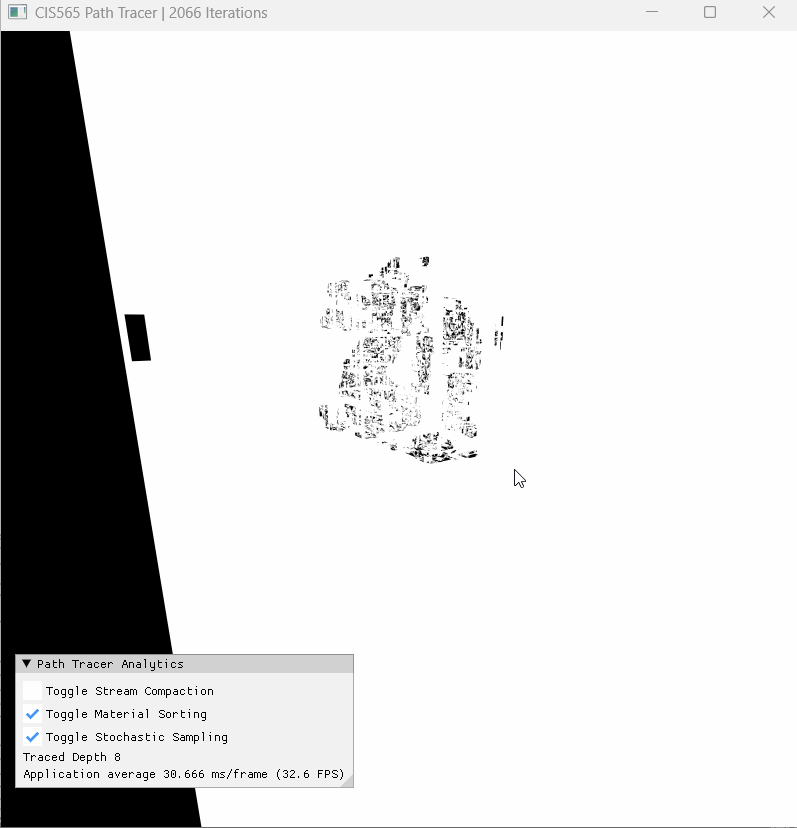 CIS565 Path Tracer | 2066 Iterations
Path Tracer Analytics
Toggle Stream Compaction
Toggle Material Sorting
Toggle Stochastic Sampling
Traced Depth 8
Application average 30.666 ms/frame (32.6 FPS)